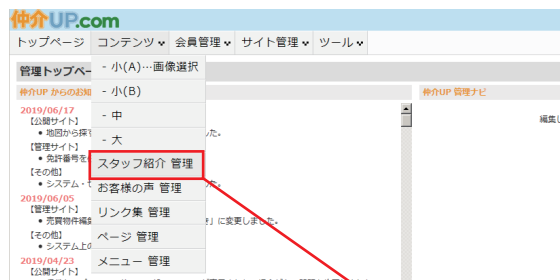 仲介UP.com
トップページ コンテンツ 会員管理 サイト管理 ツール
管理トップペー
- 小(A)…画像選択
- 小(B)
- 中
- 大
スタッフ紹介 管理
お客様の声 管理
リンク集 管理
ページ 管理
メニュー 管理
仲介UP からのお知
2019/06/17
【公開サイト】
• 地図から探
した。
【管理サイト】
• 免許番号を
【その他】
• システム・セ
た。
2019/06/05
【管理サイト】
• 売買物件編集
き」に変更しました。
【その他】
• システム上の
2019/04/23
【公開サイト】
仲介UP 管理ナビ
編集し